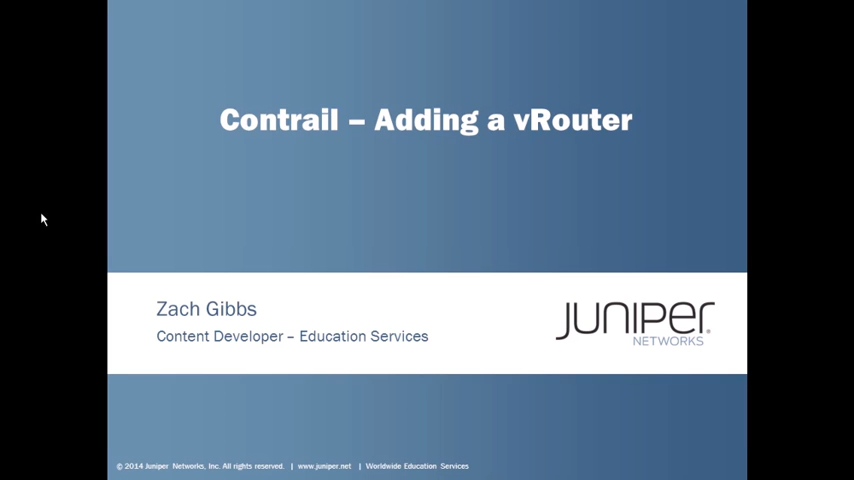 Contrail – Adding a vRouter
Zach Gibbs
Content Developer – Education Services
JUNIPER
NETWORKS
© 2014 Juniper Networks, Inc. All rights reserved. | www.juniper.net | Worldwide Education Services